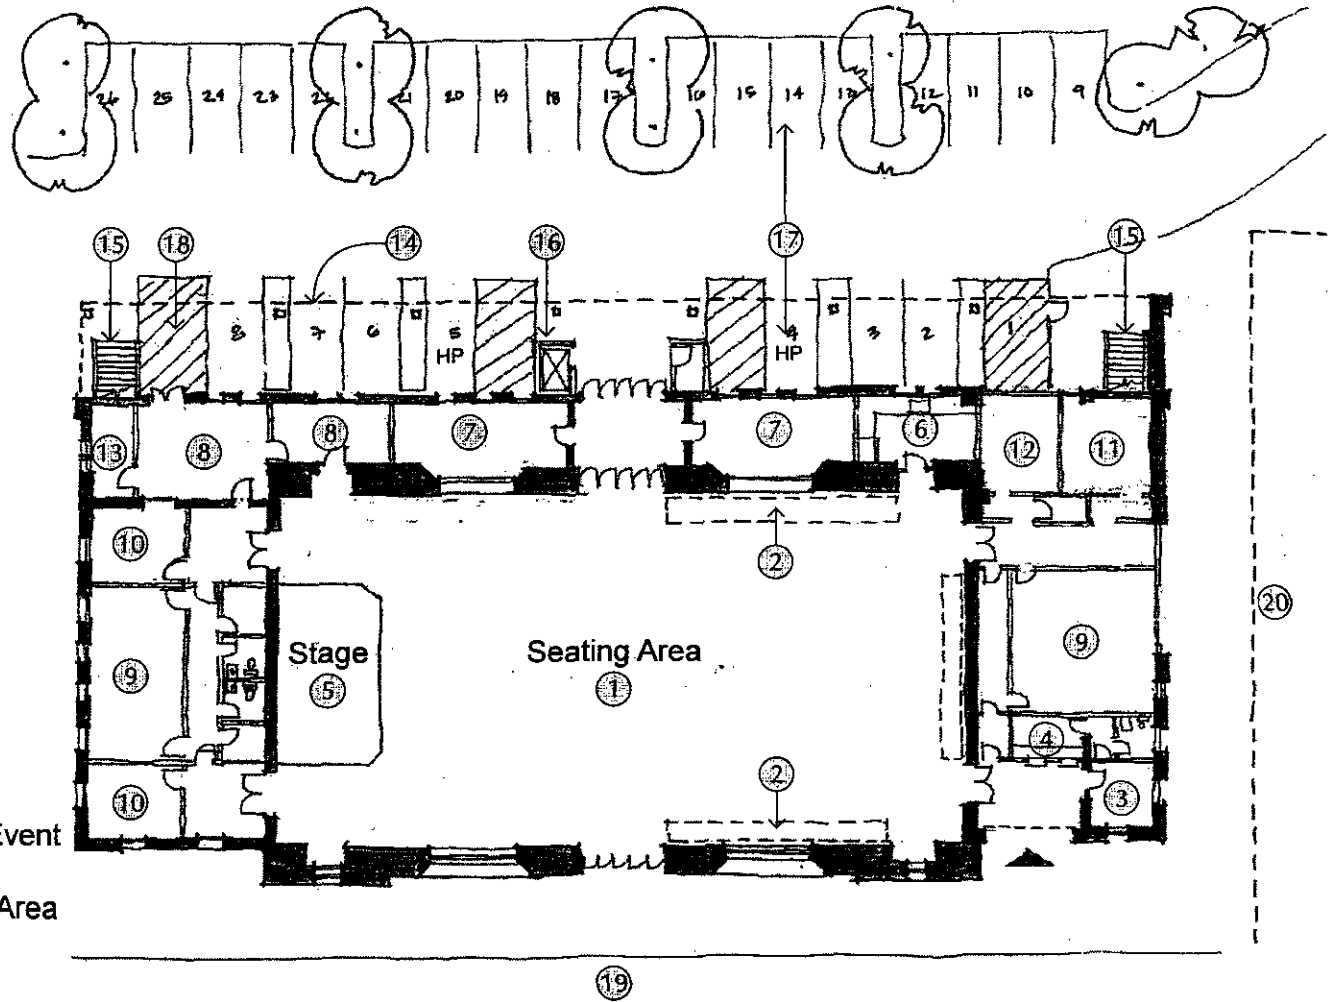 26 25 24 23 22 21 20 19 18 17 16 15 14 13 12 11 10 9
15 18 14 16 17 15
8 7 6 5 4 3 2 1
HP HP
13 8 8 7 7 6 12 11
10 2
20
Stage Seating Area
9 5 1 9
4
2
10 3
Event
Area
19